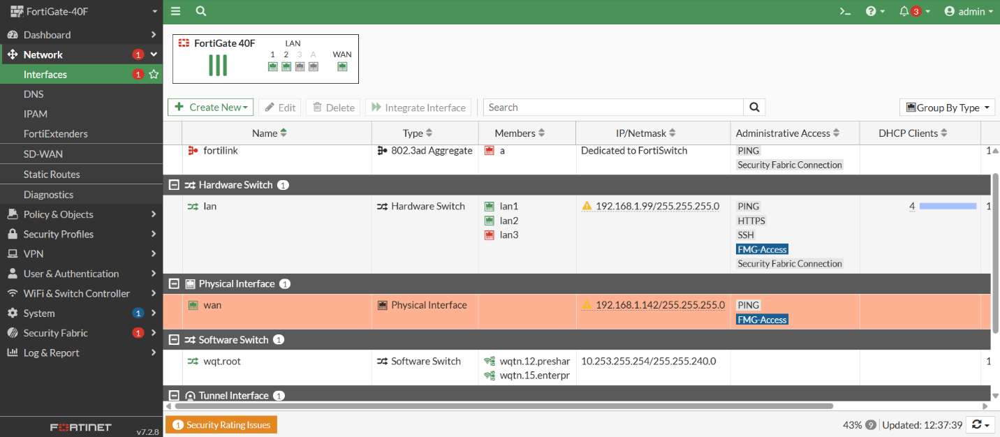 FortiGate-40F
admin
3
Dashboard
Network 1
Interfaces 1
DNS
IPAM
FortiExtenders
SD-WAN
Static Routes
Diagnostics
Policy & Objects
Security Profiles
VPN
User & Authentication
WiFi & Switch Controller
System 1
Security Fabric 1
Log & Report
FORTINET
v7.2.8
FortiGate 40F
LAN
1 2 3 A WAN
Create New Edit Delete Integrate Interface Search Group By Type
Name Type Members IP/Netmask Administrative Access DHCP Clients
fortilink 802.3ad Aggregate a Dedicated to FortiSwitch PING 1
Security Fabric Connection
Hardware Switch 1
lan Hardware Switch lan1 192.168.1.99/255.255.255.0 PING 4 1
lan2 HTTPS
lan3 SSH
FMG-Access
Security Fabric Connection
Physical Interface 1
wan Physical Interface 192.168.1.142/255.255.255.0 PING
FMG-Access
Software Switch 1
wqt.root Software Switch wqtn.12.preshar 10.253.255.254/255.255.240.0 1
wqtn.15.enterpr
Tunnel Interface 1
1 Security Rating Issues
43% 9 Updated: 12:37:39